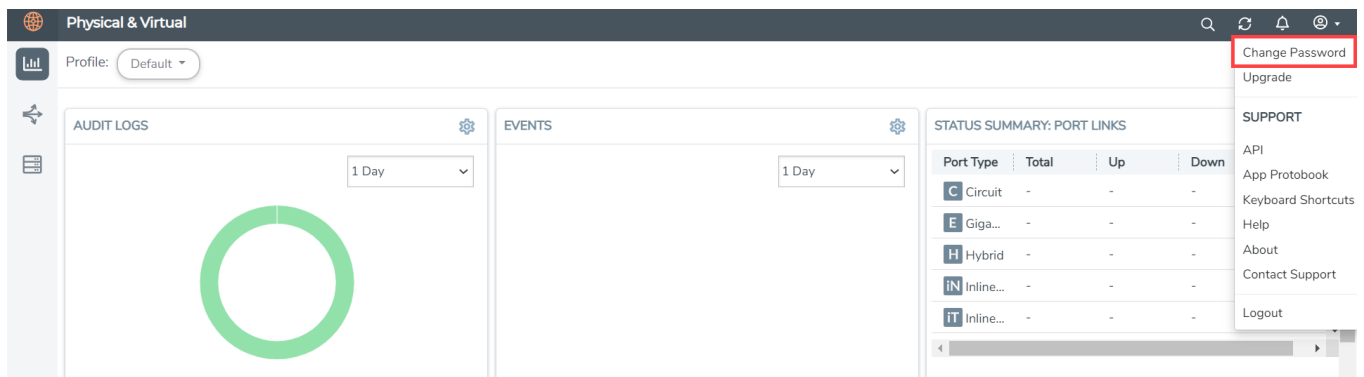 Physical & Virtual
Profile: Default
Change Password
Upgrade
SUPPORT
API
App Protobook
Keyboard Shortcuts
Help
About
Contact Support
Logout
AUDIT LOGS
1 Day
EVENTS
1 Day
STATUS SUMMARY: PORT LINKS
Port Type Total Up Down
C Circuit - - -
E Giga... - - -
H Hybrid - - -
iN Inline... - - -
iT Inline... - - -